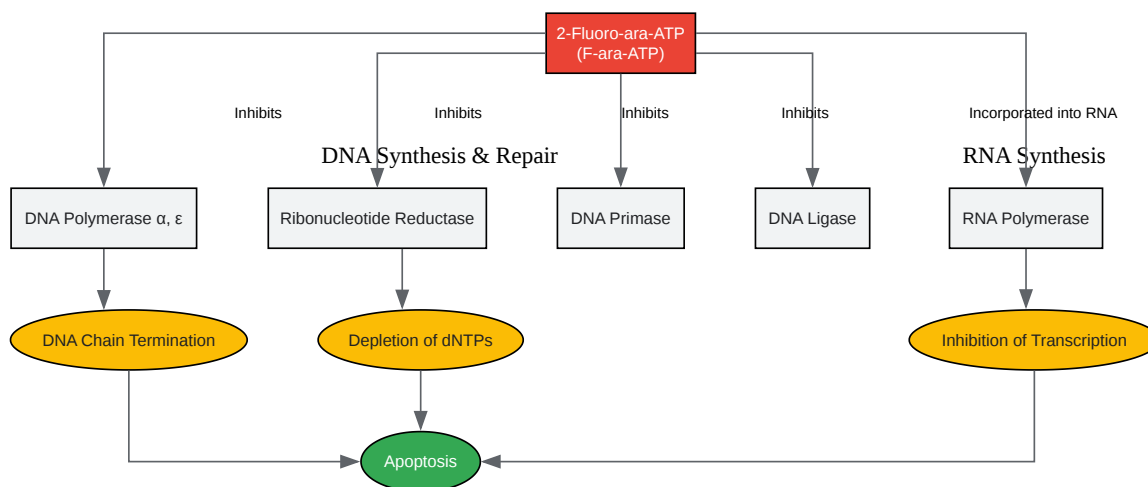 2-Fluoro-ara-ATP
(F-ara-ATP)
Inhibits
Inhibits
Inhibits
Inhibits
Incorporated into RNA
DNA Synthesis & Repair
RNA Synthesis
DNA Polymerase α, ε
Ribonucleotide Reductase
DNA Primase
DNA Ligase
RNA Polymerase
DNA Chain Termination
Depletion of dNTPs
Inhibition of Transcription
Apoptosis